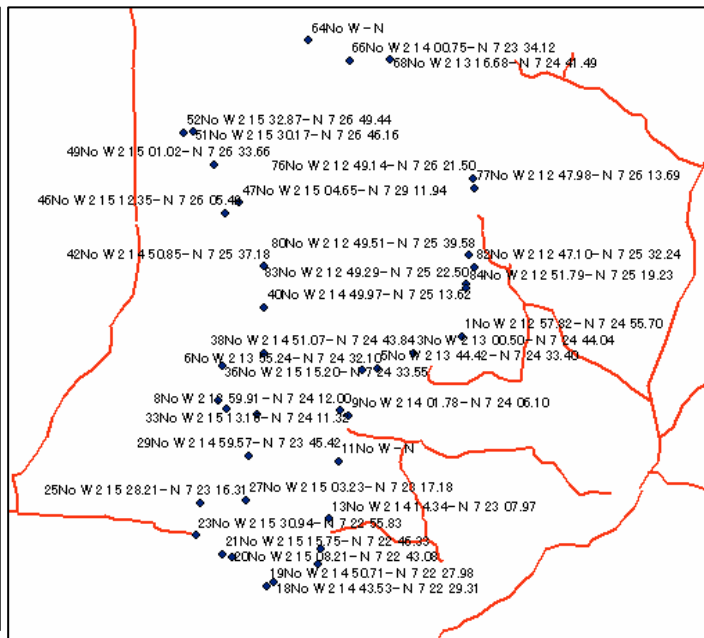 64No W - N
66No W 2 1 4 00.75 - N 7 23 34.12
68No W 2 13 16.68 - N 7 24 41.49
52No W 2 1 5 32.87 - N 7 26 49.44
51No W 2 1 5 30.17 - N 7 26 46.16
49No W 2 1 5 01.02 - N 7 26 33.66
76No W 2 1 2 49.14 - N 7 26 21.50
77No W 2 1 2 47.98 - N 7 26 13.69
47No W 2 1 5 04.65 - N 7 29 11.94
46No W 2 1 5 12.35 - N 7 26 05.48
80No W 2 1 2 49.51 - N 7 25 39.58
42No W 2 1 4 50.85 - N 7 25 37.18
82No W 2 1 2 47.10 - N 7 25 32.24
83No W 2 1 2 49.29 - N 7 25 22.50
84No W 2 1 2 51.79 - N 7 25 19.23
40No W 2 1 4 49.97 - N 7 25 13.62
1No W 2 1 2 57.82 - N 7 24 55.70
38No W 2 1 4 51.07 - N 7 24 43.84
3No W 2 1 3 00.50 - N 7 24 44.04
6No W 2 13 55.24 - N 7 24 32.10
5No W 2 13 44.42 - N 7 24 33.40
36No W 2 1 5 15.20 - N 7 24 33.55
8No W 2 13 59.91 - N 7 24 12.00
9No W 2 1 4 01.78 - N 7 24 06.10
33No W 2 1 5 13.16 - N 7 24 11.32
29No W 2 1 4 59.57 - N 7 23 45.42
11No W - N
27No W 2 1 5 03.23 - N 7 23 17.18
25No W 2 1 5 28.21 - N 7 23 16.31
13No W 2 1 4 14.34 - N 7 23 07.97
23No W 2 1 5 30.94 - N 7 22 55.83
21No W 2 1 5 15.75 - N 7 22 45.33
20No W 2 1 5 08.21 - N 7 22 43.08
19No W 2 1 4 50.71 - N 7 22 27.98
18No W 2 1 4 43.53 - N 7 22 29.31